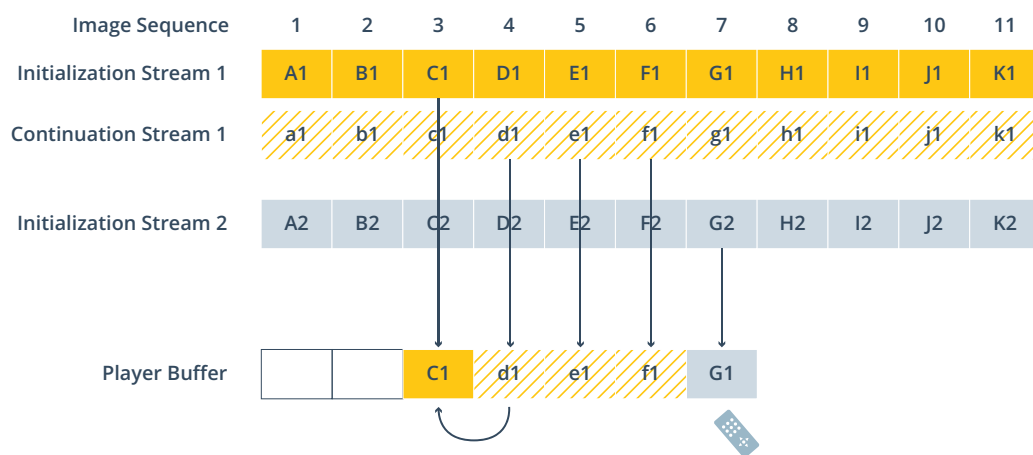 Image Sequence 1 2 3 4 5 6 7 8 9 10 11
Initialization Stream 1 A1 B1 C1 D1 E1 F1 G1 H1 I1 J1 K1
Continuation Stream 1 a1 b1 c1 d1 e1 f1 g1 h1 i1 j1 k1
Initialization Stream 2 A2 B2 C2 D2 E2 F2 G2 H2 I2 J2 K2
Player Buffer C1 d1 e1 f1 G1